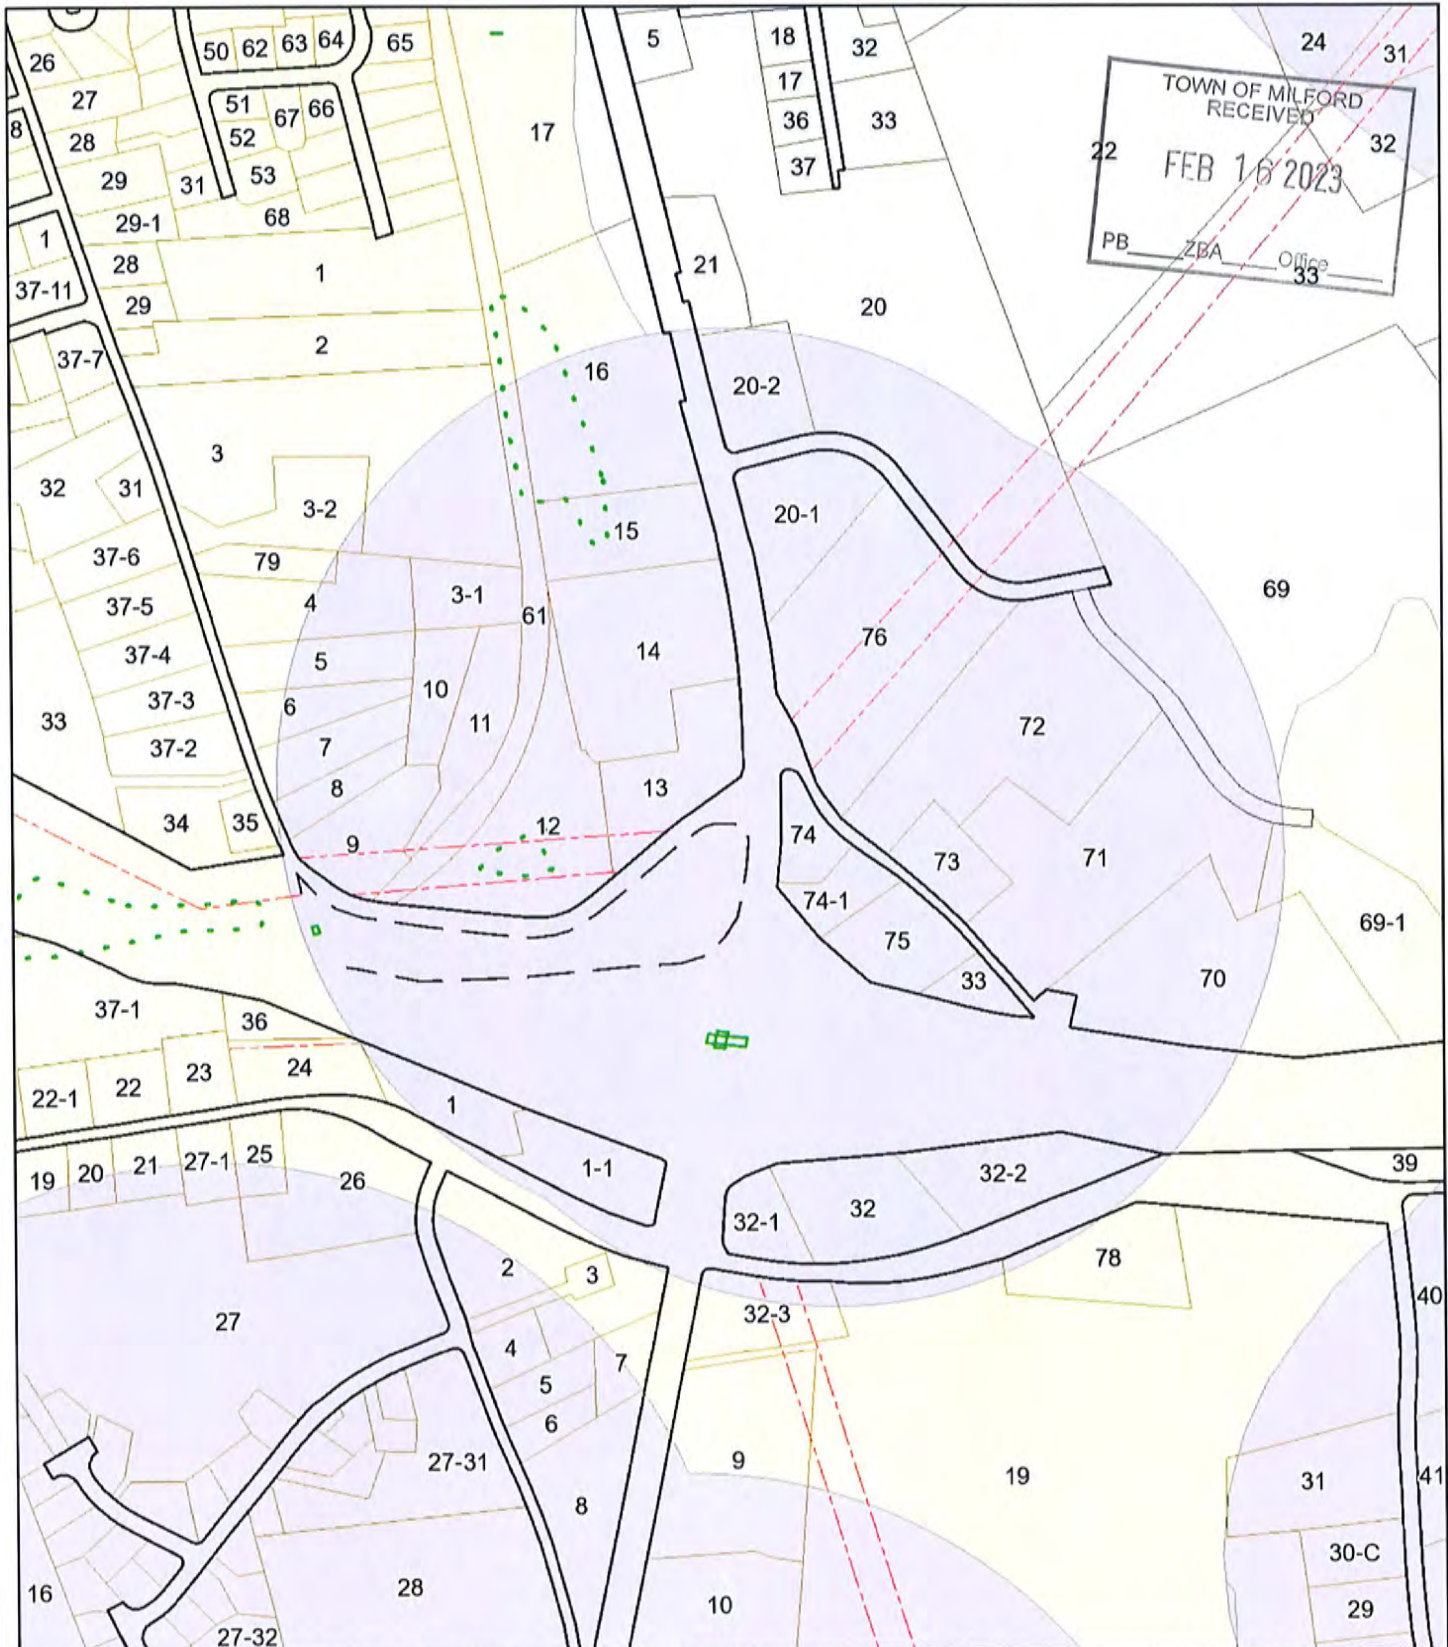 50 62 63 64 65 5 18 32 24 31
26
27 51 67 66 17
8 52 17 36 33
28 37 32
29 31 53
29-1 68
TOWN OF MILFORD
RECEIVED
22
FEB 16 2023
PB____ZBA____Office____
33
1 28 1 21
37-11 29 20
37-7 2 16 20-2
3
32 31 3-2 20-1
15
37-6 79
37-5 4 3-1 61 76 69
37-4 5 14
37-3 6 10
33 37-2 7 11 72
8 13
34 35 9 12 74 73 71
74-1
75 69-1
33 70
37-1 36
22-1 22 23 24
1
19 20 21 27-1 25 26 1-1 32-2 39
32-1 32
2 3 78
27 32-3 40
4 7
5
6
27-31 9 19 31 41
8
30-C
16 28 10 29
27-32